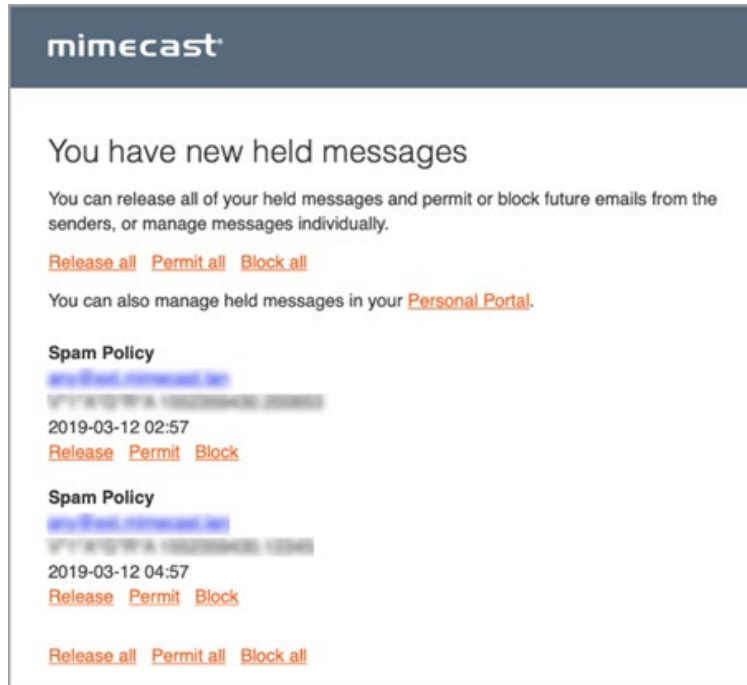 mimecast
You have new held messages
You can release all of your held messages and permit or block future emails from the
senders, or manage messages individually.
Release all Permit all Block all
You can also manage held messages in your Personal Portal.
Spam Policy
2019-03-12 02:57
Release Permit Block
Spam Policy
2019-03-12 04:57
Release Permit Block
Release all Permit all Block all